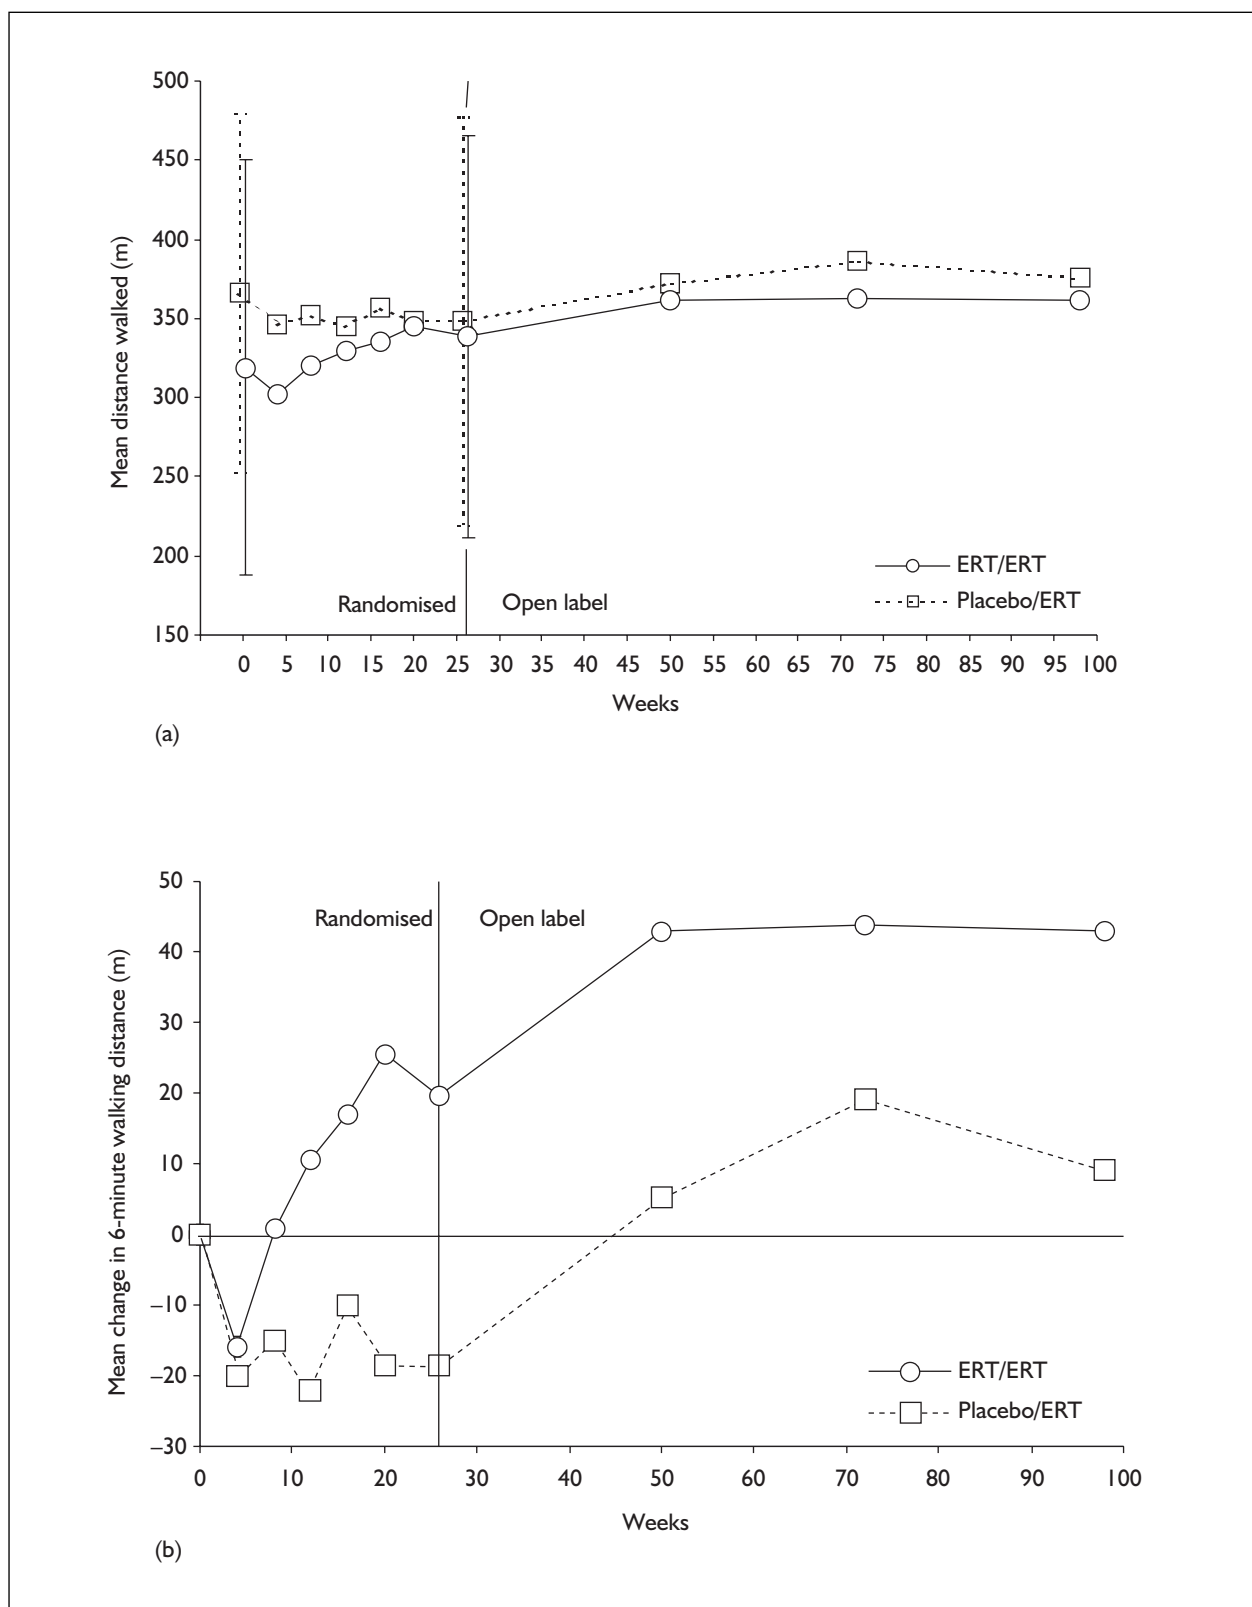 500
450
400
350
300
250
200
150
Mean distance walked (m)
Randomised
Open label
ERT/ERT
Placebo/ERT
0 5 10 15 20 25 30 35 40 45 50 55 60 65 70 75 80 85 90 95 100
Weeks
(a)
50
40
30
20
10
0
–10
–20
–30
Mean change in 6-minute walking distance (m)
Randomised
Open label
ERT/ERT
Placebo/ERT
0 10 20 30 40 50 60 70 80 90 100
Weeks
(b)